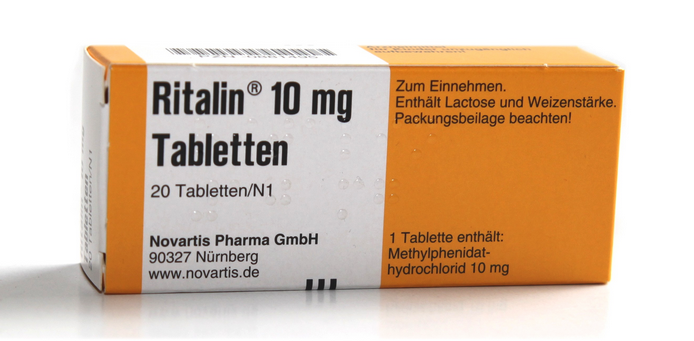 Ritalin® 10 mg
Tabletten
20 Tabletten/N1
Novartis Pharma GmbH
90327 Nürnberg
www.novartis.de
Zum Einnehmen.
Enthält Lactose und Weizenstärke.
Packungsbeilage beachten!
1 Tablette enthält:
Methylphenidat-
hydrochlorid 10 mg